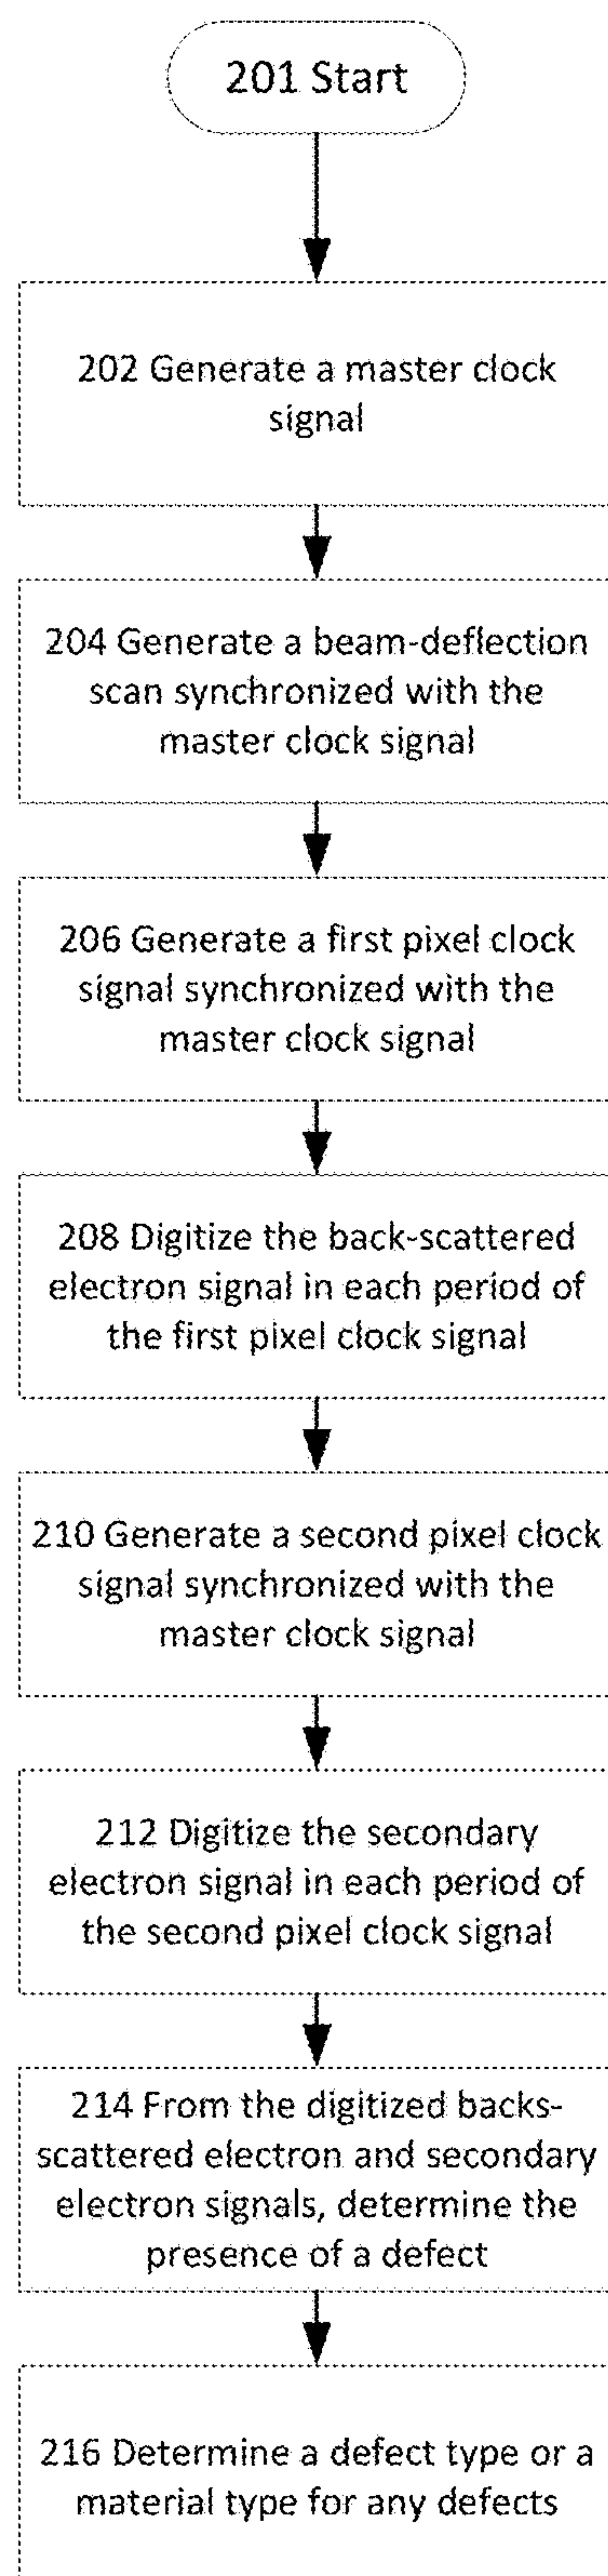 201 Start
202 Generate a master clock
signal
204 Generate a beam-deflection
scan synchronized with the
master clock signal
206 Generate a first pixel clock
signal synchronized with the
master clock signal
208 Digitize the back-scattered
electron signal in each period of
the first pixel clock signal
210 Generate a second pixel clock
signal synchronized with the
master clock signal
212 Digitize the secondary
electron signal in each period of
the second pixel clock signal
214 From the digitized backs-
scattered electron and secondary
electron signals, determine the
presence of a defect
216 Determine a defect type or a
material type for any defects